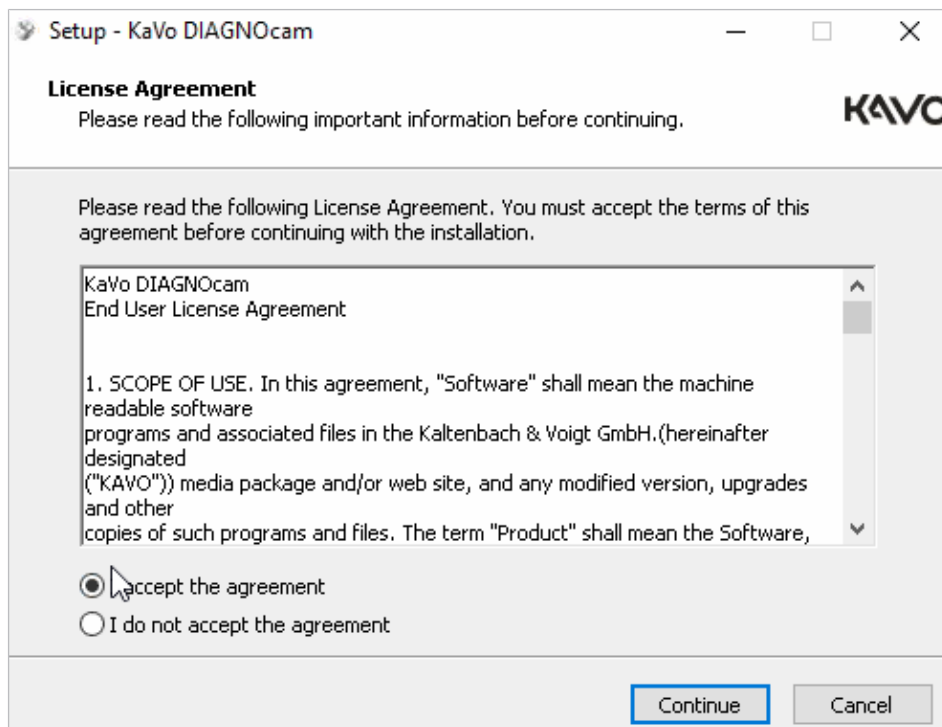 Setup - KaVo DIAGNOcam
License Agreement
Please read the following important information before continuing.
KAVO
Please read the following License Agreement. You must accept the terms of this
agreement before continuing with the installation.
KaVo DIAGNOcam
End User License Agreement
1. SCOPE OF USE. In this agreement, "Software" shall mean the machine
readable software
programs and associated files in the Kaltenbach & Voigt GmbH.(hereinafter
designated
("KAVO")) media package and/or web site, and any modified version, upgrades
and other
copies of such programs and files. The term "Product" shall mean the Software,
accept the agreement
I do not accept the agreement
Continue
Cancel